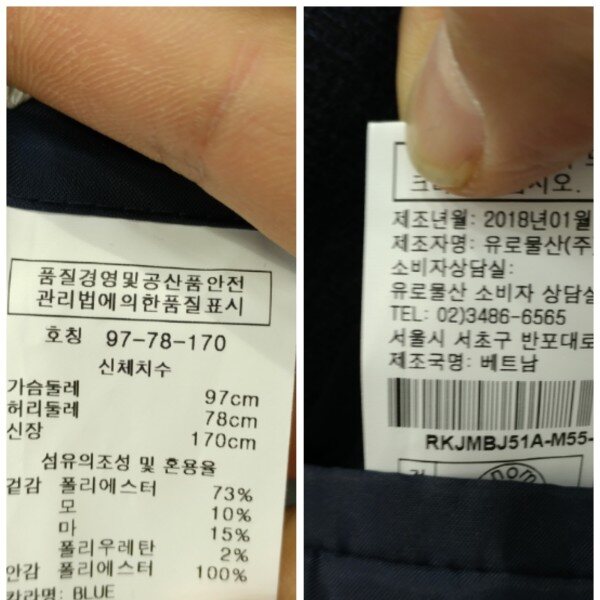 품질경영및공산품안전
관리법에의한품질표시
호칭 97-78-170
신체치수
가슴둘레 97cm
허리둘레 78cm
신장 170cm
섬유의조성 및 혼용율
겉감 폴리에스터 73%
모 10%
마 15%
폴리우레탄 2%
안감 폴리에스터 100%
칼라명: BLUE
제조년월: 2018년01월
제조자명: 유로물산(주
소비자상담실:
유로물산 소비자 상담실
TEL: 02)3486-6565
서울시 서초구 반포대로
제조국명: 베트남
RKJMBJ51A-M55-